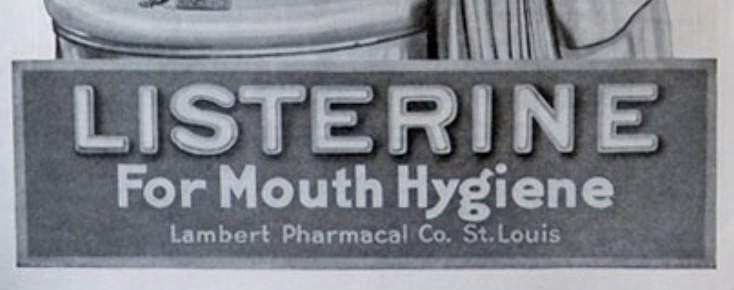 LISTERINE
For Mouth Hygiene
Lambert Pharmacal Co. St. Louis